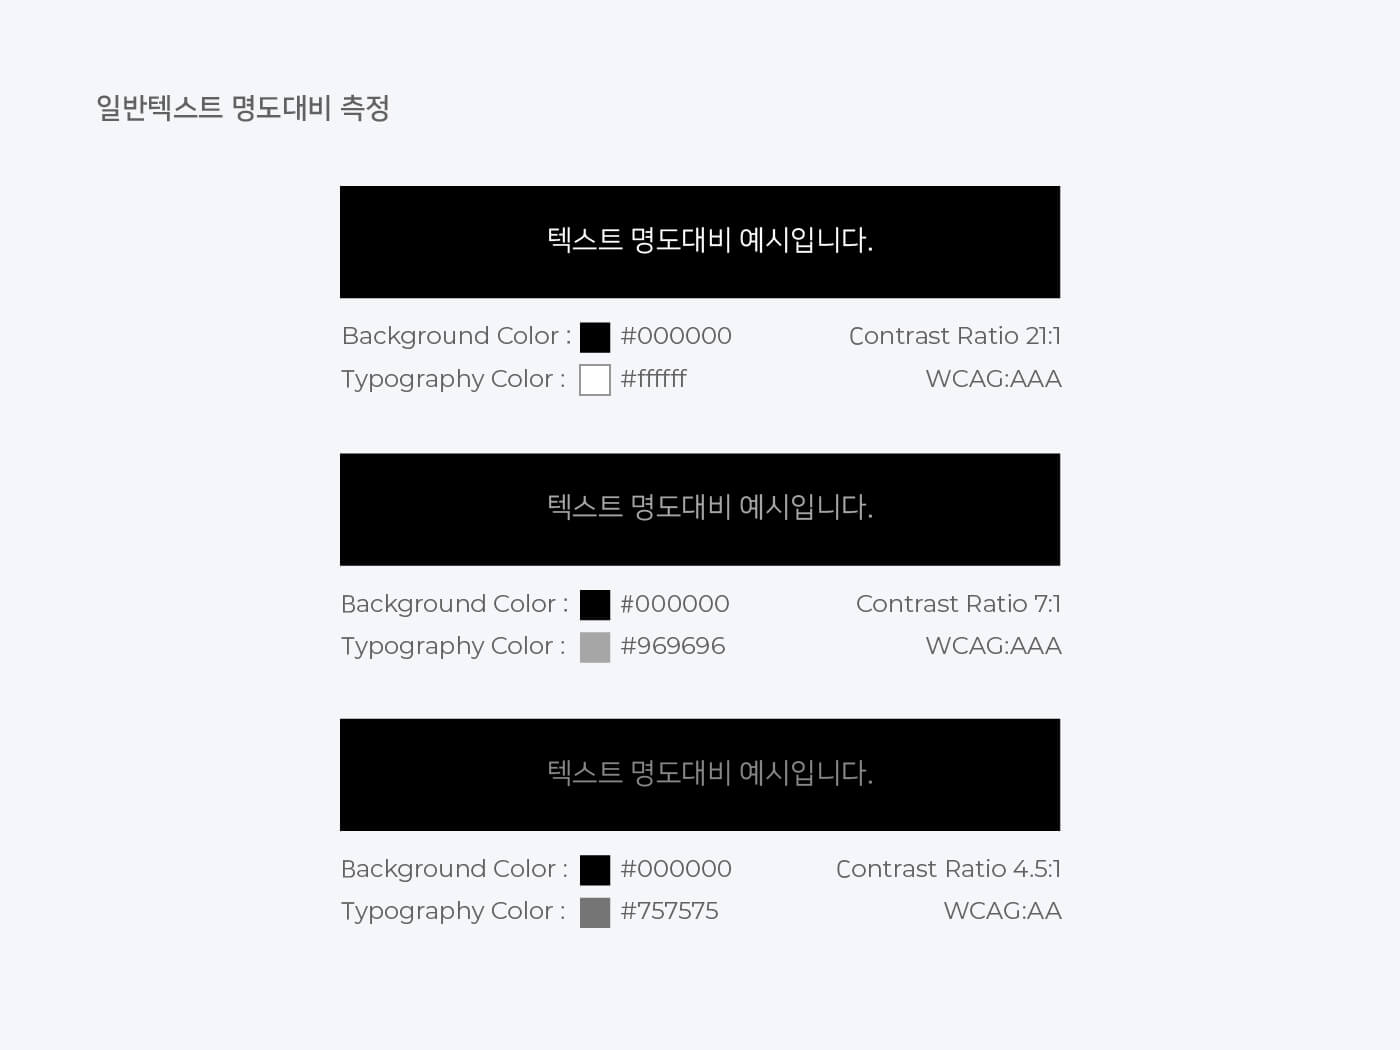 일반텍스트 명도대비 측정
텍스트 명도대비 예시입니다.
Background Color : #000000 Contrast Ratio 21:1
Typography Color : #ffffff WCAG:AAA
텍스트 명도대비 예시입니다.
Background Color : #000000 Contrast Ratio 7:1
Typography Color : #969696 WCAG:AAA
텍스트 명도대비 예시입니다.
Background Color : #000000 Contrast Ratio 4.5:1
Typography Color : #757575 WCAG:AA